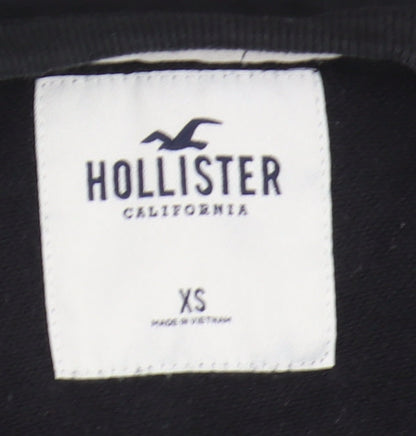 HOLLISTER
CALIFORNIA
XS
MADE IN VIETNAM